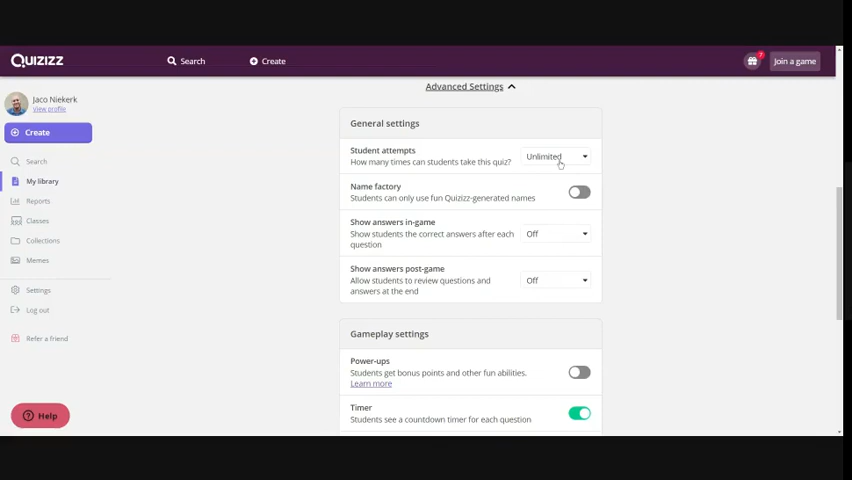 QUIZIZZ
Search
Create
7
Join a game
Jaco Niekerk
View profile
Create
Search
My library
Reports
Classes
Collections
Memes
Settings
Log out
Refer a friend
Help
Advanced Settings
General settings
Student attempts
How many times can students take this quiz?
Unlimited
Name factory
Students can only use fun Quizizz-generated names
Show answers in-game
Show students the correct answers after each
question
Off
Show answers post-game
Allow students to review questions and
answers at the end
Off
Gameplay settings
Power-ups
Students get bonus points and other fun abilities.
Learn more
Timer
Students see a countdown timer for each question